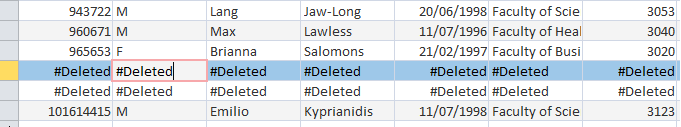 943722 M Lang Jaw-Long 20/06/1998 Faculty of Scie 3053
960671 M Max Lawless 11/07/1996 Faculty of Heal 3040
965653 F Brianna Salomons 21/02/1997 Faculty of Busi 3020
#Deleted #Deleted #Deleted #Deleted #Deleted #Deleted #Deleted
#Deleted #Deleted #Deleted #Deleted #Deleted #Deleted #Deleted
101614415 M Emilio Kyprianidis 11/07/1998 Faculty of Scie 3123